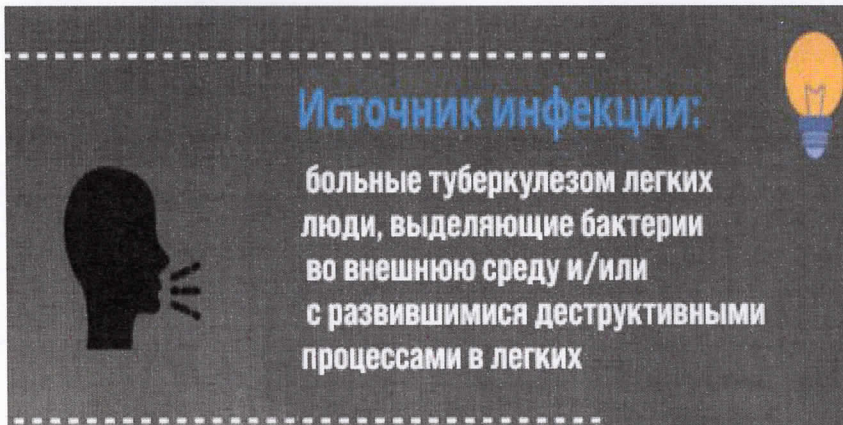 Источник инфекции:
больные туберкулезом легких
люди, выделяющие бактерии
во внешнюю среду и/или
с развившимися деструктивными
процессами в легких